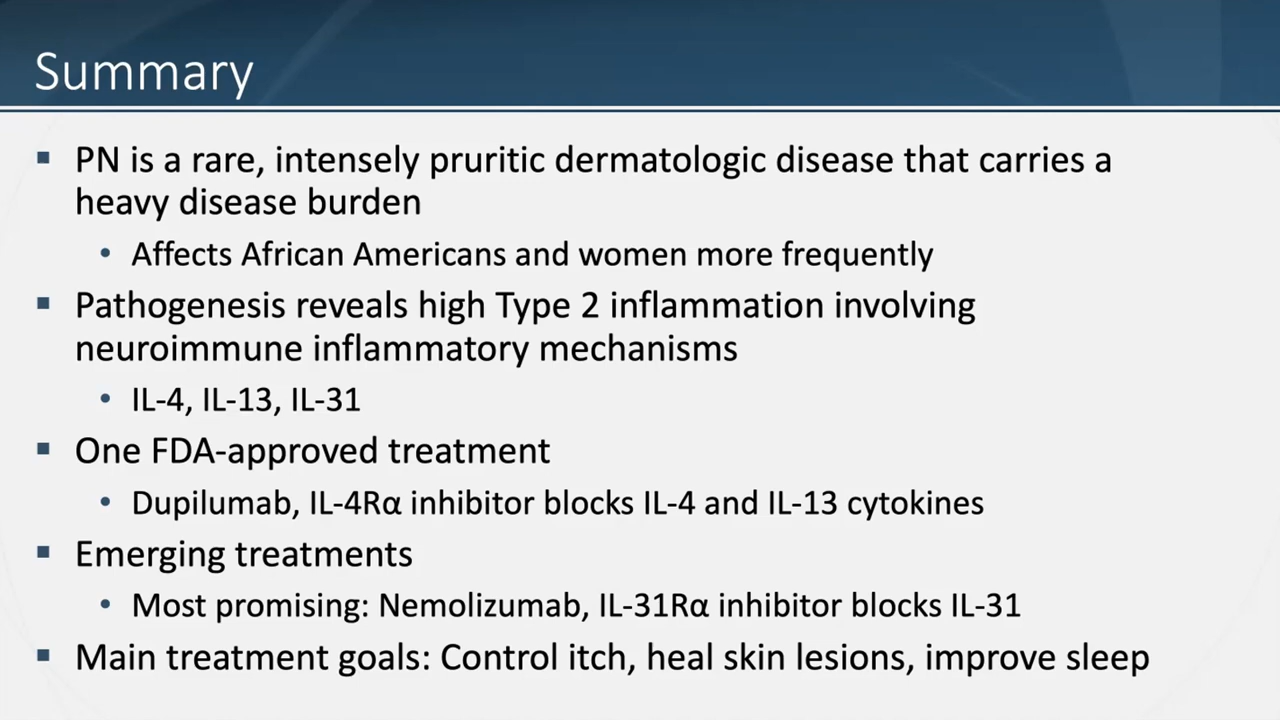 Summary
▪ PN is a rare, intensely pruritic dermatologic disease that carries a
heavy disease burden
• Affects African Americans and women more frequently
▪ Pathogenesis reveals high Type 2 inflammation involving
neuroimmune inflammatory mechanisms
• IL-4, IL-13, IL-31
▪ One FDA-approved treatment
• Dupilumab, IL-4Rα inhibitor blocks IL-4 and IL-13 cytokines
▪ Emerging treatments
• Most promising: Nemolizumab, IL-31Rα inhibitor blocks IL-31
▪ Main treatment goals: Control itch, heal skin lesions, improve sleep